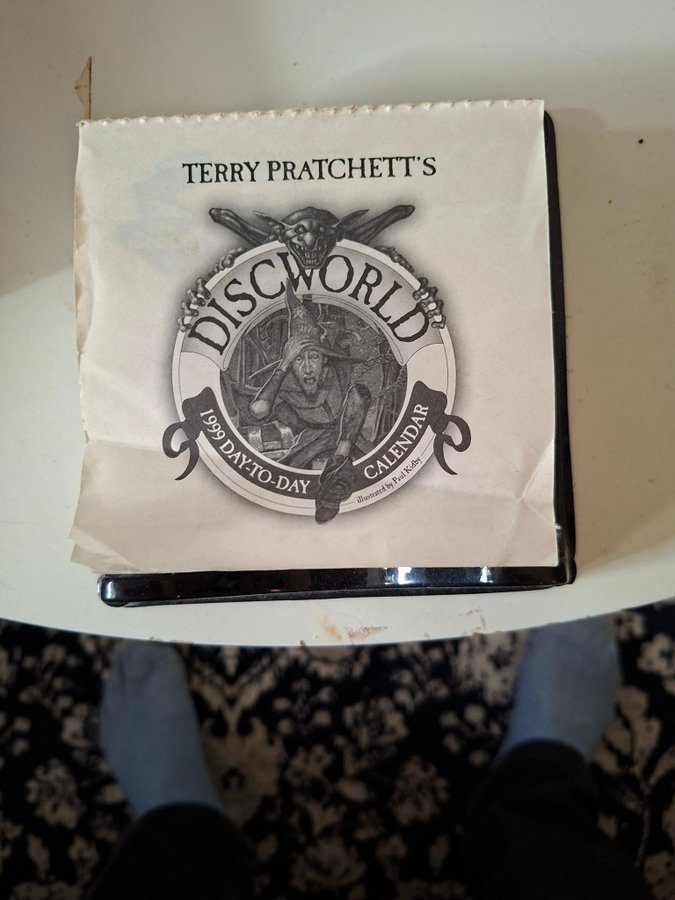 TERRY PRATCHETT'S
DISCWORLD
1999 DAY-TO-DAY
CALENDAR
illustrated by Paul Kidby